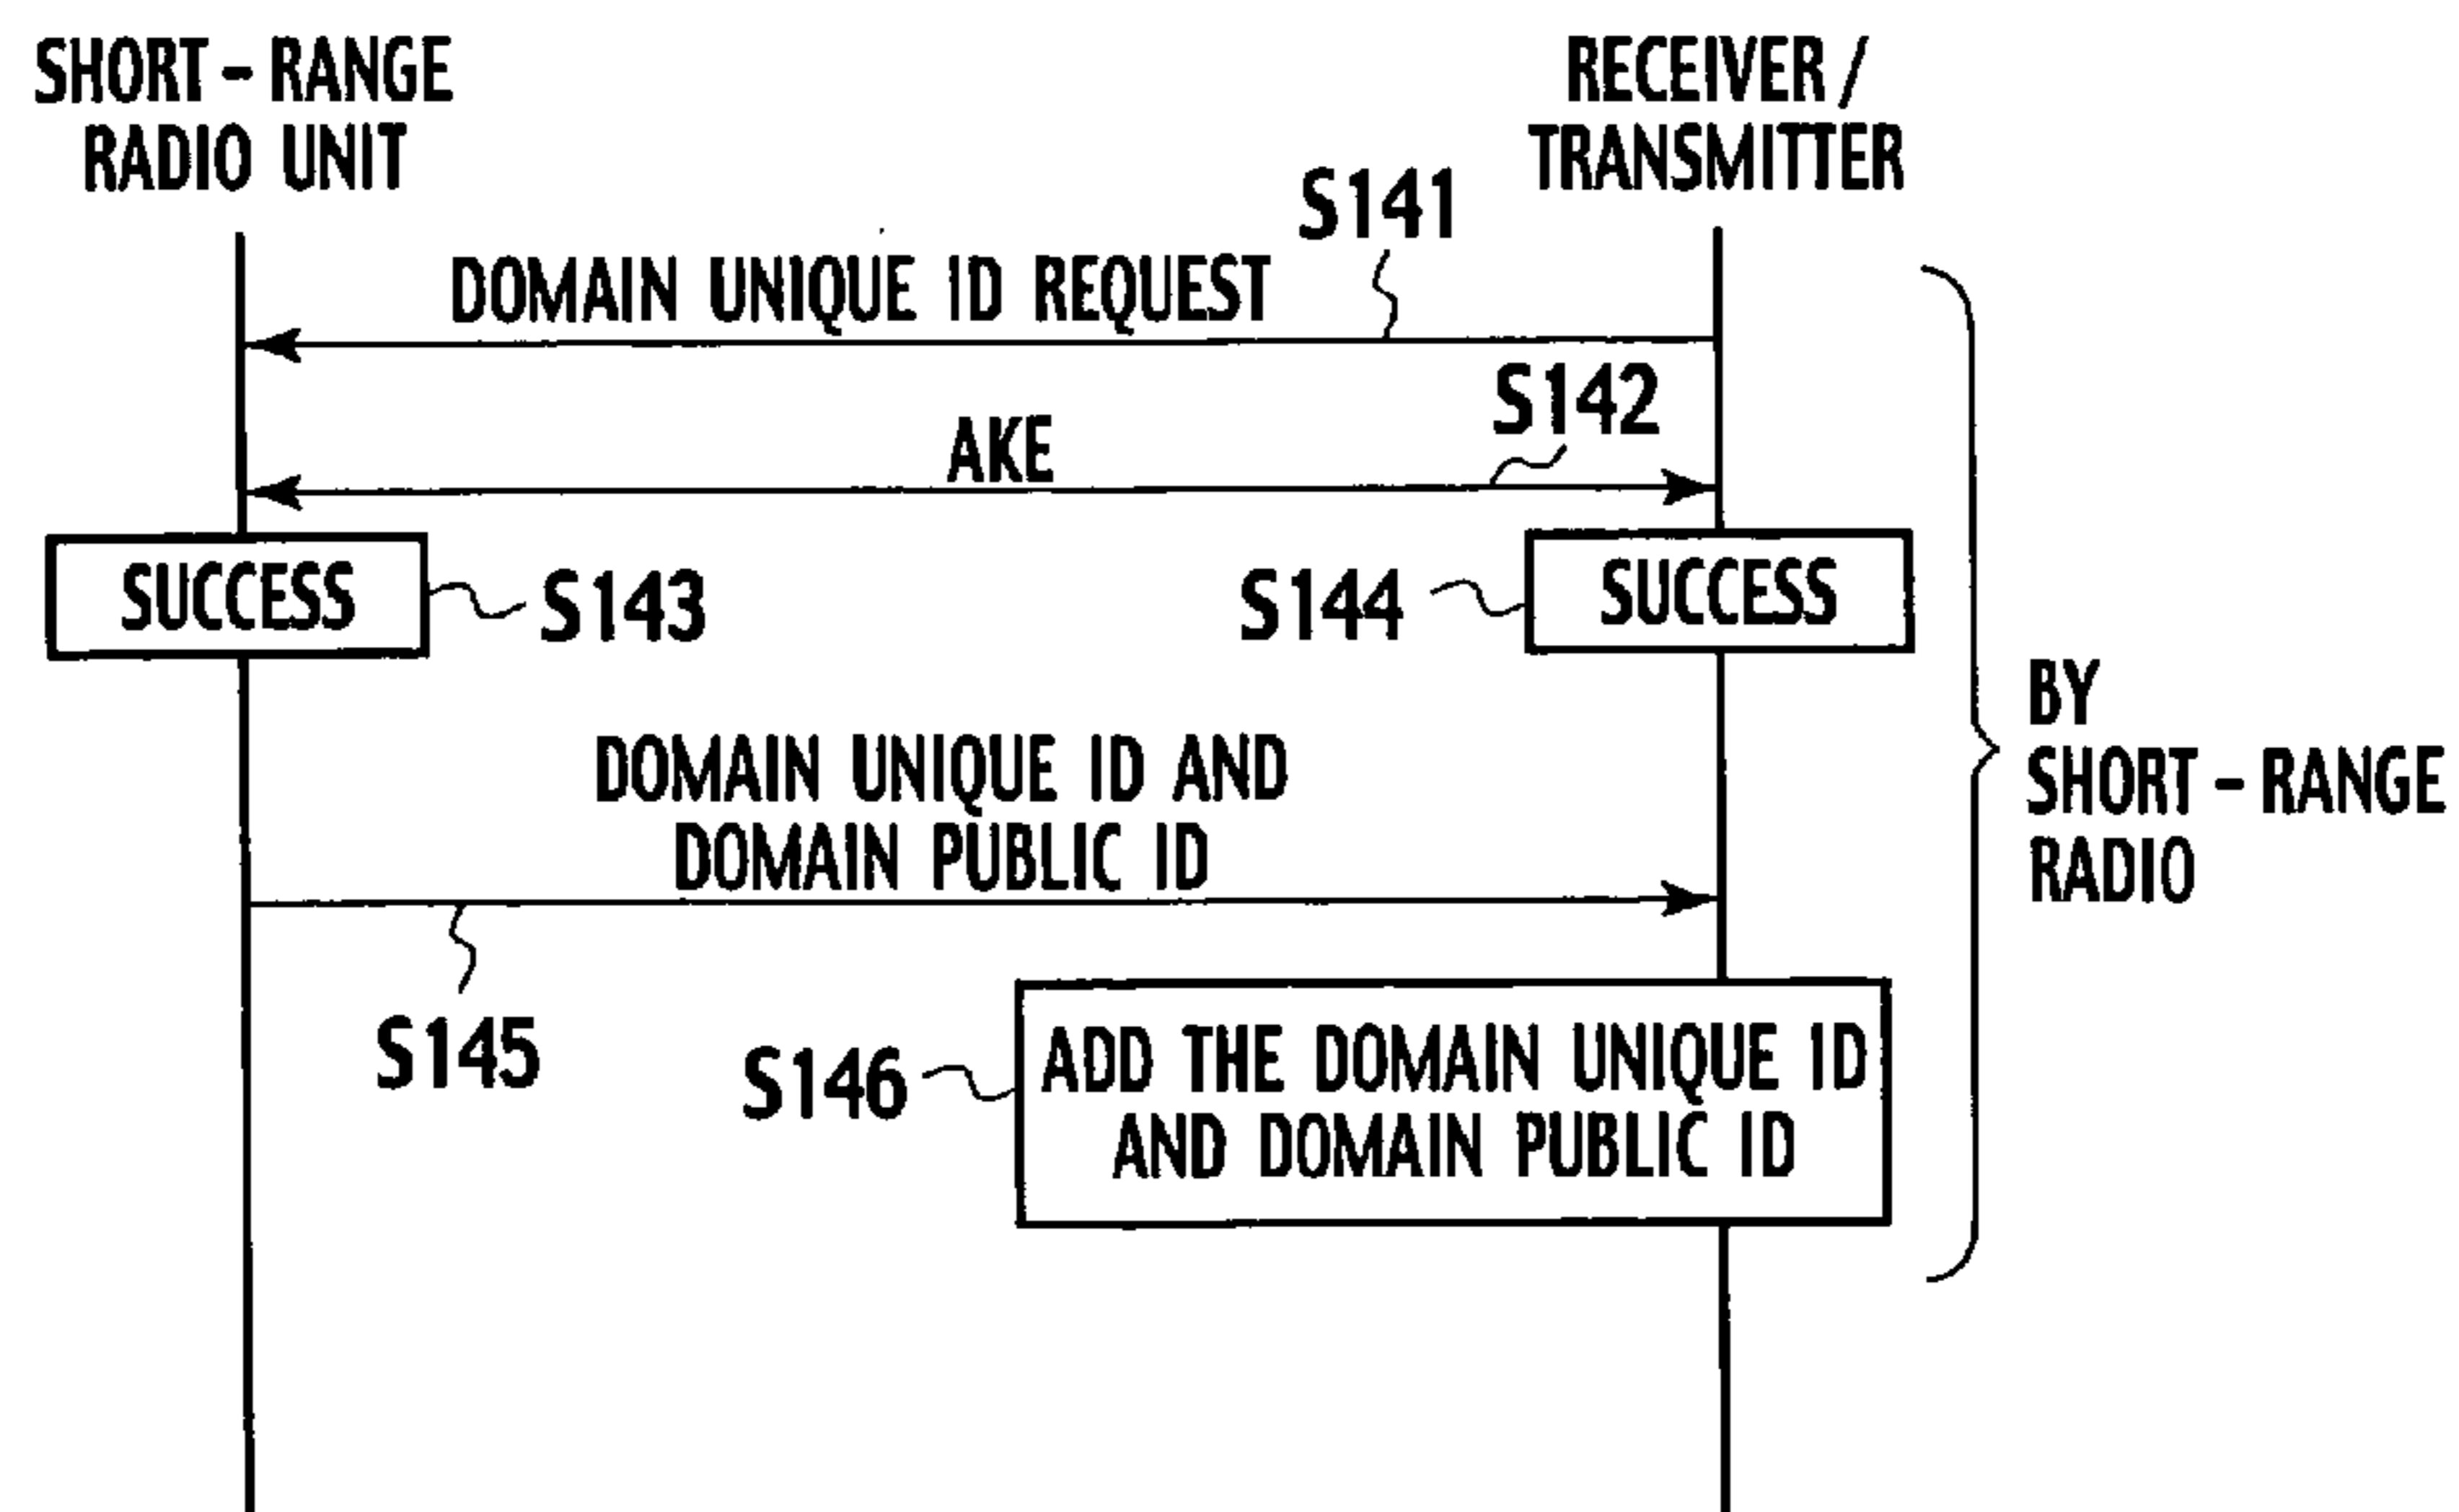 SHORT-RANGE
RADIO UNIT
RECEIVER/
TRANSMITTER
S141
DOMAIN UNIQUE ID REQUEST
S142
AKE
SUCCESS
S143
S144
SUCCESS
BY
SHORT-RANGE
RADIO
DOMAIN UNIQUE ID AND
DOMAIN PUBLIC ID
S145
S146
ADD THE DOMAIN UNIQUE ID
AND DOMAIN PUBLIC ID